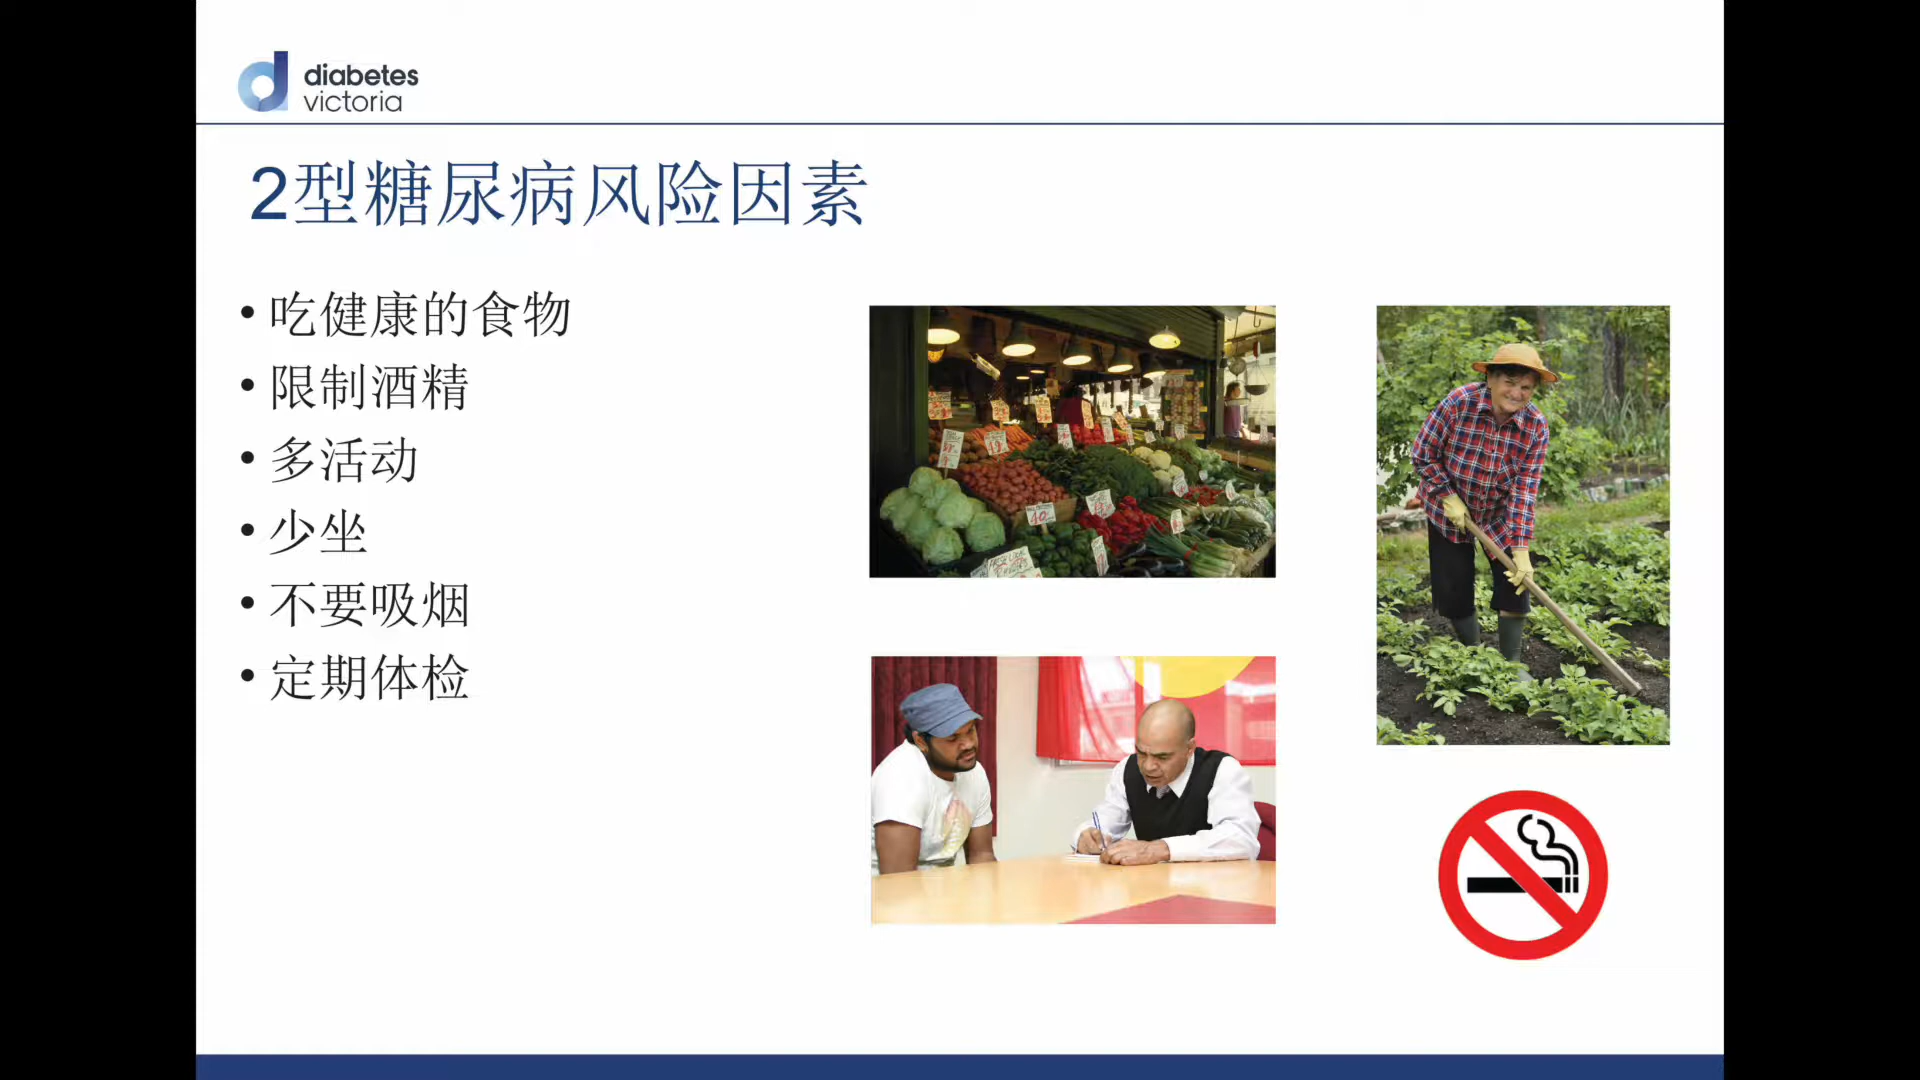 diabetes
victoria
2型糖尿病风险因素
• 吃健康的食物
• 限制酒精
• 多活动
• 少坐
• 不要吸烟
• 定期体检